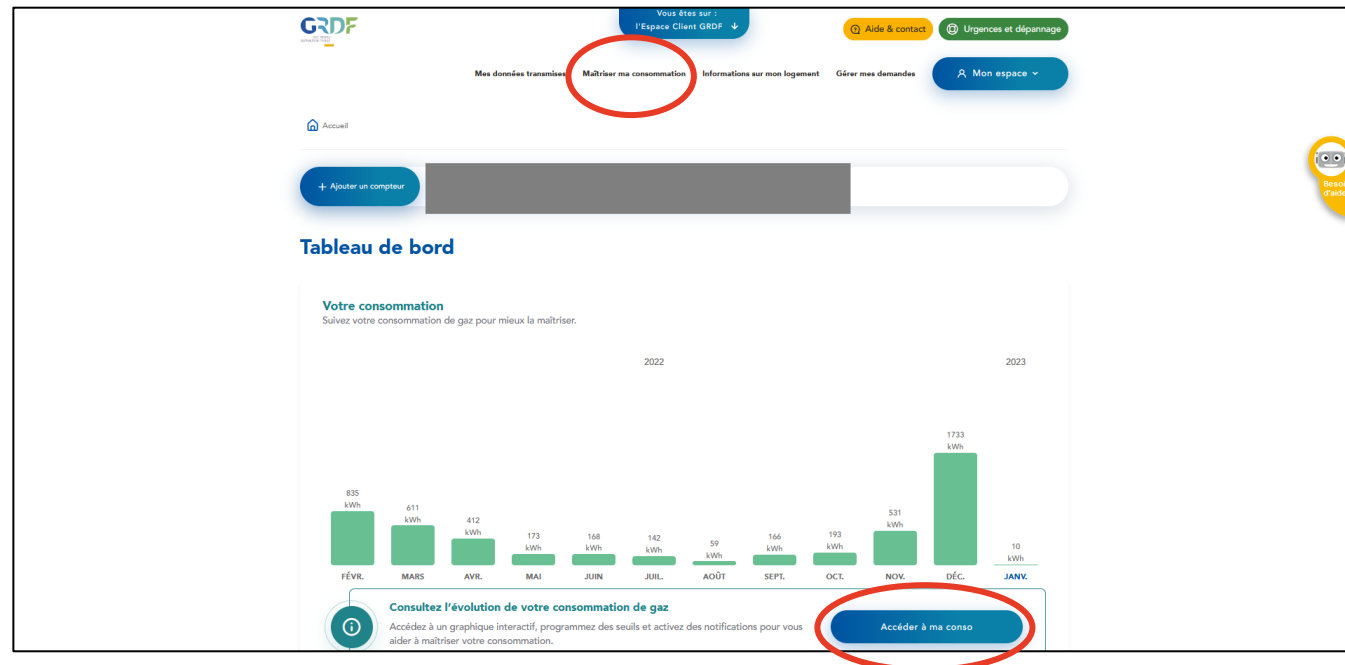 GRDF
Vous êtes sur :
l'Espace Client GRDF
Aide & contact
Urgences et dépannage
Mes données transmises
Maîtriser ma consommation
Informations sur mon logement
Gérer mes demandes
Mon espace
Accueil
+ Ajouter un compteur
Besoi
d'aide
Tableau de bord
Votre consommation
Suivez votre consommation de gaz pour mieux la maîtriser.
2022
2023
835
kWh
611
kWh
412
kWh
173
kWh
168
kWh
142
kWh
59
kWh
166
kWh
193
kWh
531
kWh
1733
kWh
10
kWh
FÉVR.
MARS
AVR.
MAI
JUIN
JUIL.
AOÛT
SEPT.
OCT.
NOV.
DÉC.
JANV.
Consultez l'évolution de votre consommation de gaz
Accédez à un graphique interactif, programmez des seuils et activez des notifications pour vous
aider à maîtriser votre consommation.
Accéder à ma conso